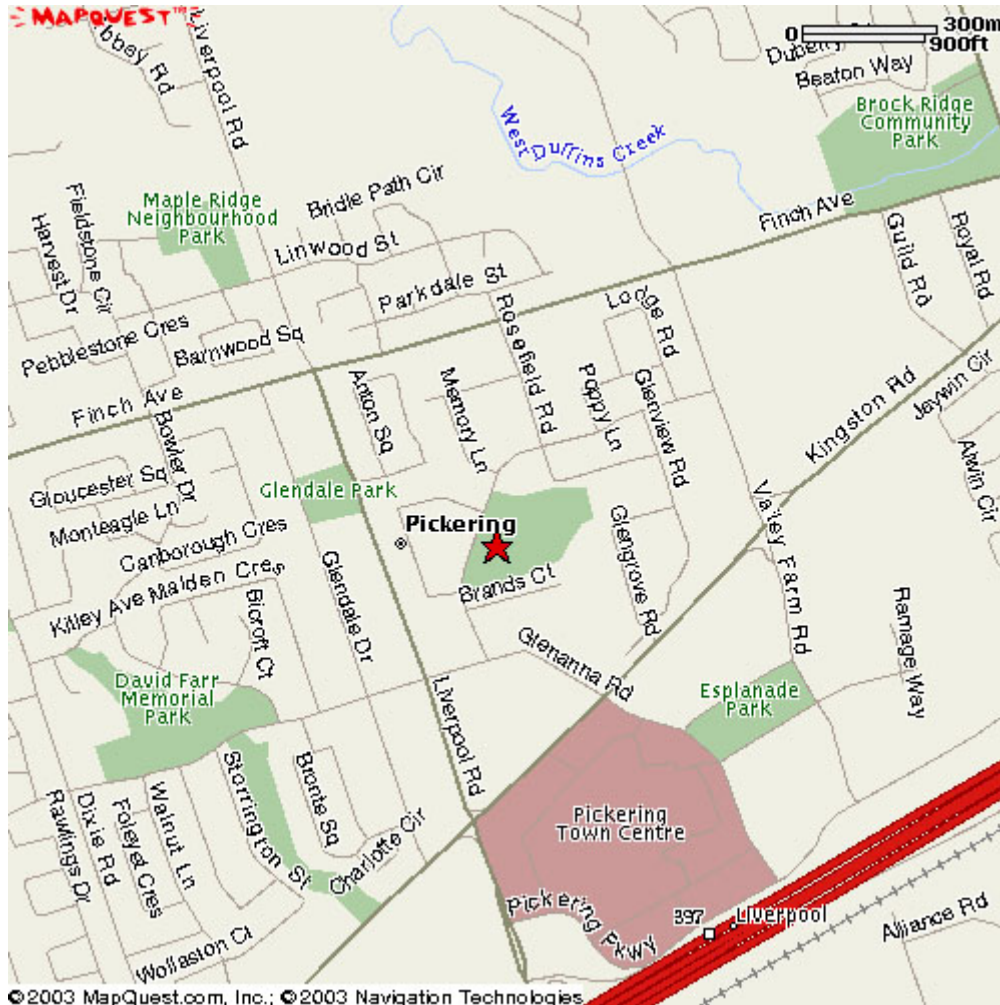 MAPQUEST™
0 300m
900ft
Liverpool Rd
Beaton Way
Brock Ridge
Community
Park
West Duffins Creek
Finch Ave
Maple Ridge
Neighbourhood
Park
Bridle Path Cir
Linwood St
Fieldstone Cir
Harvest Dr
Guild Rd
Royal Rd
Parkdale St
Pebblestone Cres
Barnwood Sq
Rosefield Rd
Lodge Rd
Finch Ave
Anton Sq
Memory Ln
Poppy Ln
Glenview Rd
Kingston Rd
Jaywin Cir
Bowler Dr
Gloucester Sq
Glendale Park
Arwin Cir
Monteagle Ln
Canborough Cres
Pickering
Glengrove Rd
Valley Farm Rd
Kitley Ave
Malden Cres
Brands Ct
Bicroft Ct
Glendale Dr
Ramage Way
Glenanna Rd
David Farr
Memorial
Park
Liverpool Rd
Esplanade
Park
Storrington St
Bronte Sq
Pickering
Town Centre
Rawlings Dr
Dixie Rd
Foleyet Cres
Walnut Ln
Charlotte Cir
Pickering Pkwy
397
Liverpool
Alliance Rd
Wollaston Ct
©2003 MapQuest.com, Inc.; ©2003 Navigation Technologies